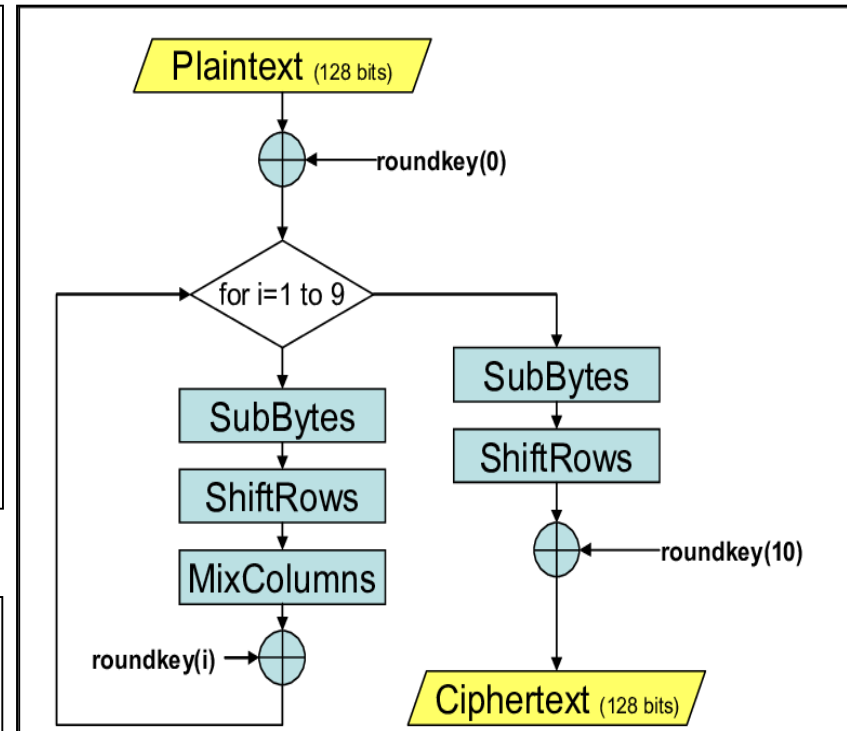 Plaintext (128 bits)
roundkey(0)
for i=1 to 9
SubBytes
ShiftRows
MixColumns
roundkey(i)
SubBytes
ShiftRows
roundkey(10)
Ciphertext (128 bits)